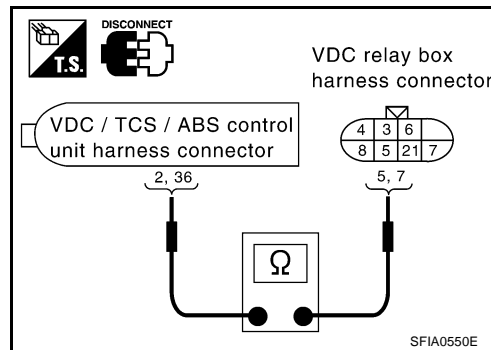 DISCONNECT
T.S.
VDC relay box
harness connector
VDC / TCS / ABS control
unit harness connector
4 3 6
8 5 21 7
2, 36
5, 7
Ω
SFIA0550E